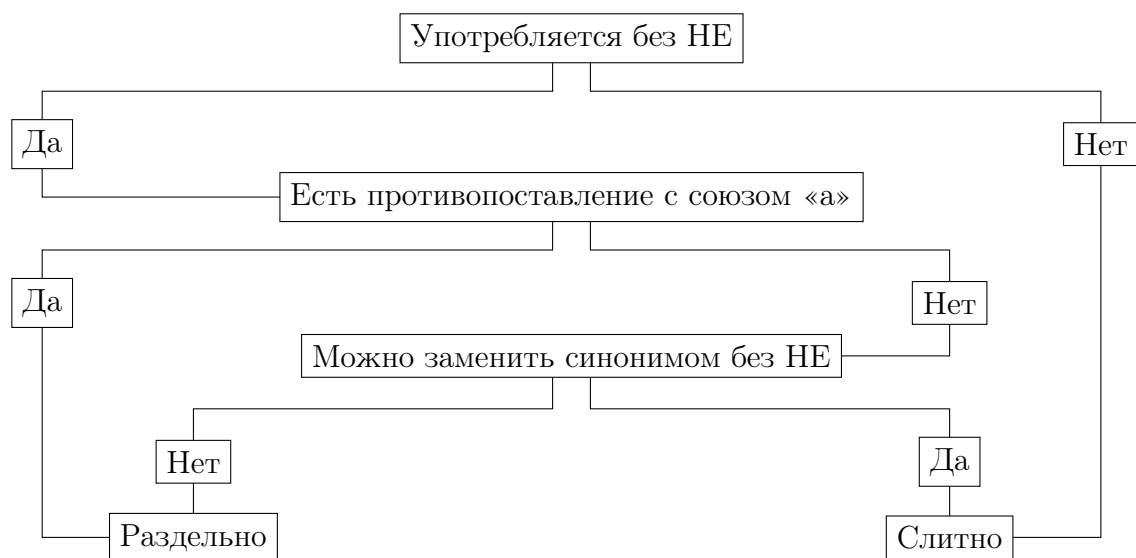 Употребляется без НЕ
Да
Нет
Есть противопоставление с союзом «а»
Да
Нет
Можно заменить синонимом без НЕ
Нет
Да
Раздельно
Слитно